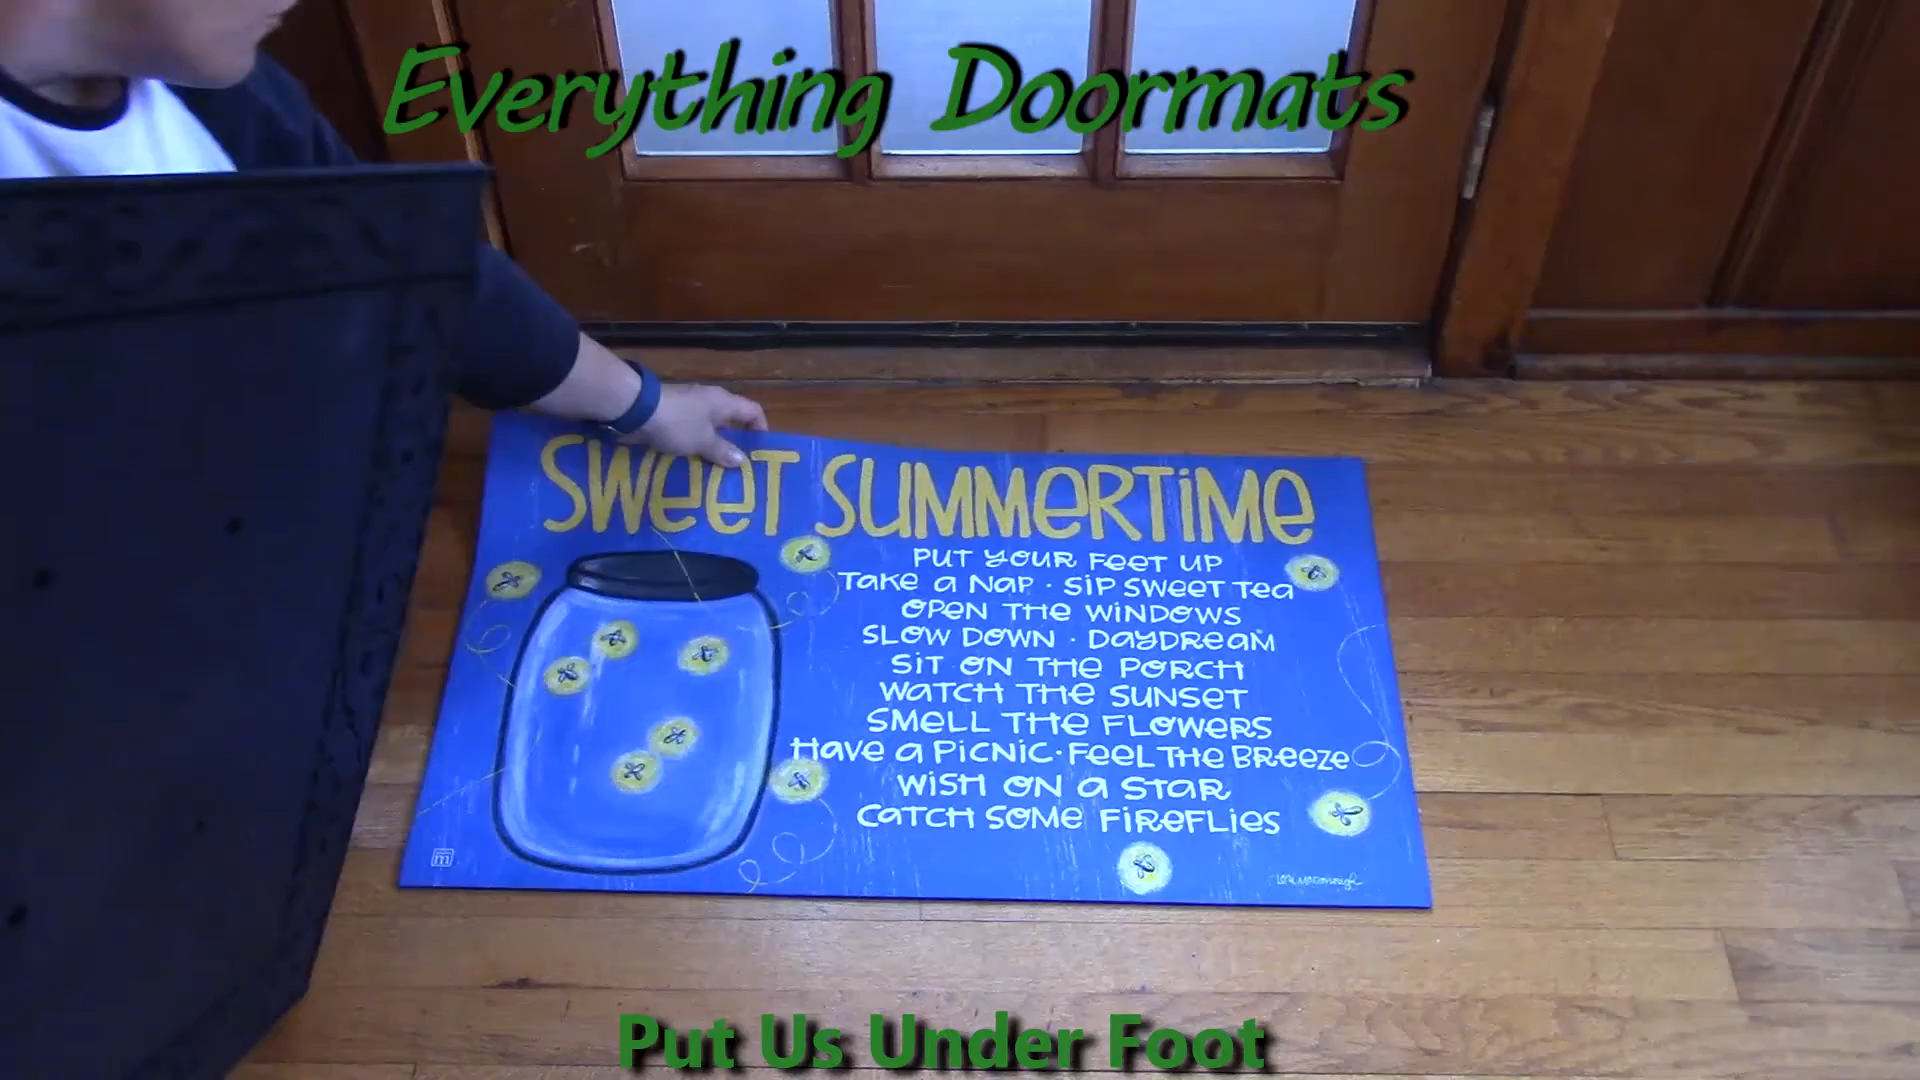 Everything Doormats
SWEET SUMMERTIME
PUT YOUR FEET UP
TAKE A NAP · SIP SWEET TEA
OPEN THE WINDOWS
SLOW DOWN · DAYDREAM
SIT ON THE PORCH
WATCH THE SUNSET
SMELL THE FLOWERS
HAVE A PICNIC · FEEL THE BREEZE
WISH ON A STAR
CATCH SOME FIREFLIES
m
Put Us Under Foot